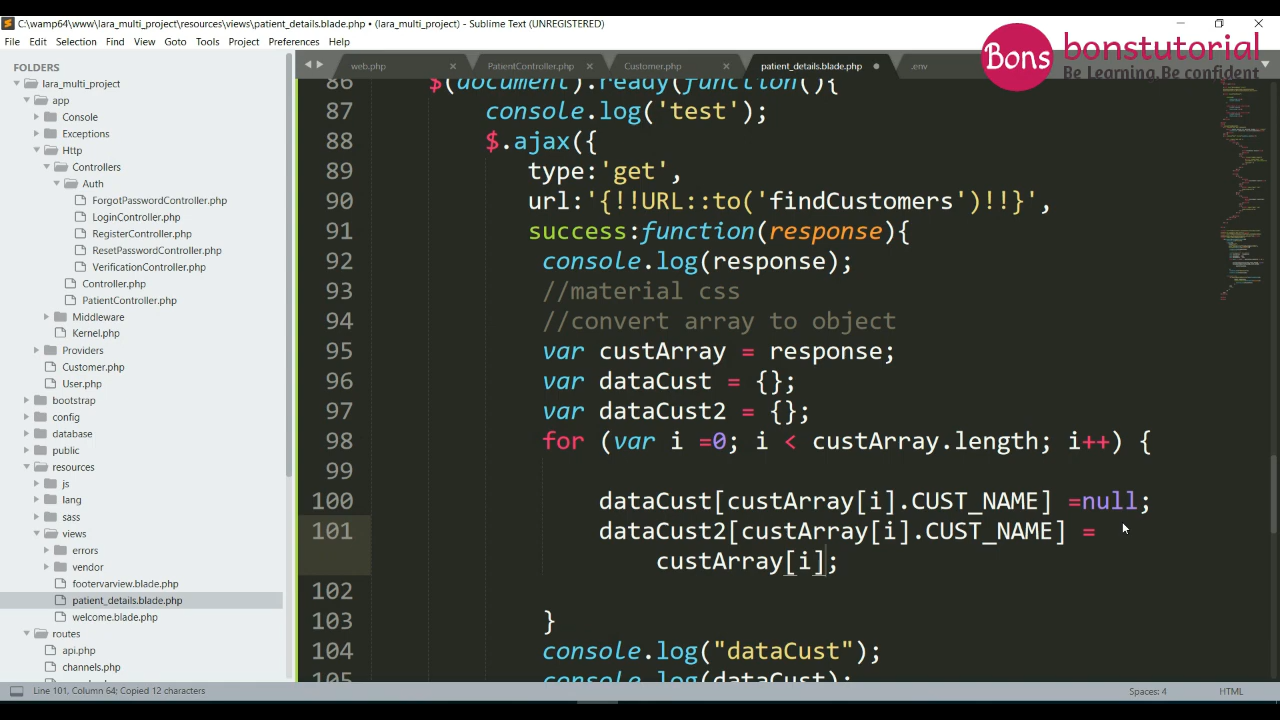 C:\wamp64\www\lara_multi_project\resources\views\patient_details.blade.php • (lara_multi_project) - Sublime Text (UNREGISTERED)
File Edit Selection Find View Goto Tools Project Preferences Help
Bons bonstutorial
Be Learning,Be confident
FOLDERS
lara_multi_project
app
Console
Exceptions
Http
Controllers
Auth
ForgotPasswordController.php
LoginController.php
RegisterController.php
ResetPasswordController.php
VerificationController.php
Controller.php
PatientController.php
Middleware
Kernel.php
Providers
Customer.php
User.php
bootstrap
config
database
public
resources
js
lang
sass
views
errors
vendor
footervarview.blade.php
patient_details.blade.php
welcome.blade.php
routes
api.php
channels.php
web.php PatientController.php Customer.php patient_details.blade.php .env
86 $(document).ready(function(){
87 console.log('test');
88 $.ajax({
89 type:'get',
90 url:'{!!URL::to('findCustomers')!!}',
91 success:function(response){
92 console.log(response);
93 //material css
94 //convert array to object
95 var custArray = response;
96 var dataCust = {};
97 var dataCust2 = {};
98 for (var i =0; i < custArray.length; i++) {
99
100 dataCust[custArray[i].CUST_NAME] =null;
101 dataCust2[custArray[i].CUST_NAME] =
custArray[i];
102
103 }
104 console.log("dataCust");
105 console.log(dataCust);
Line 101, Column 64; Copied 12 characters Spaces: 4 HTML